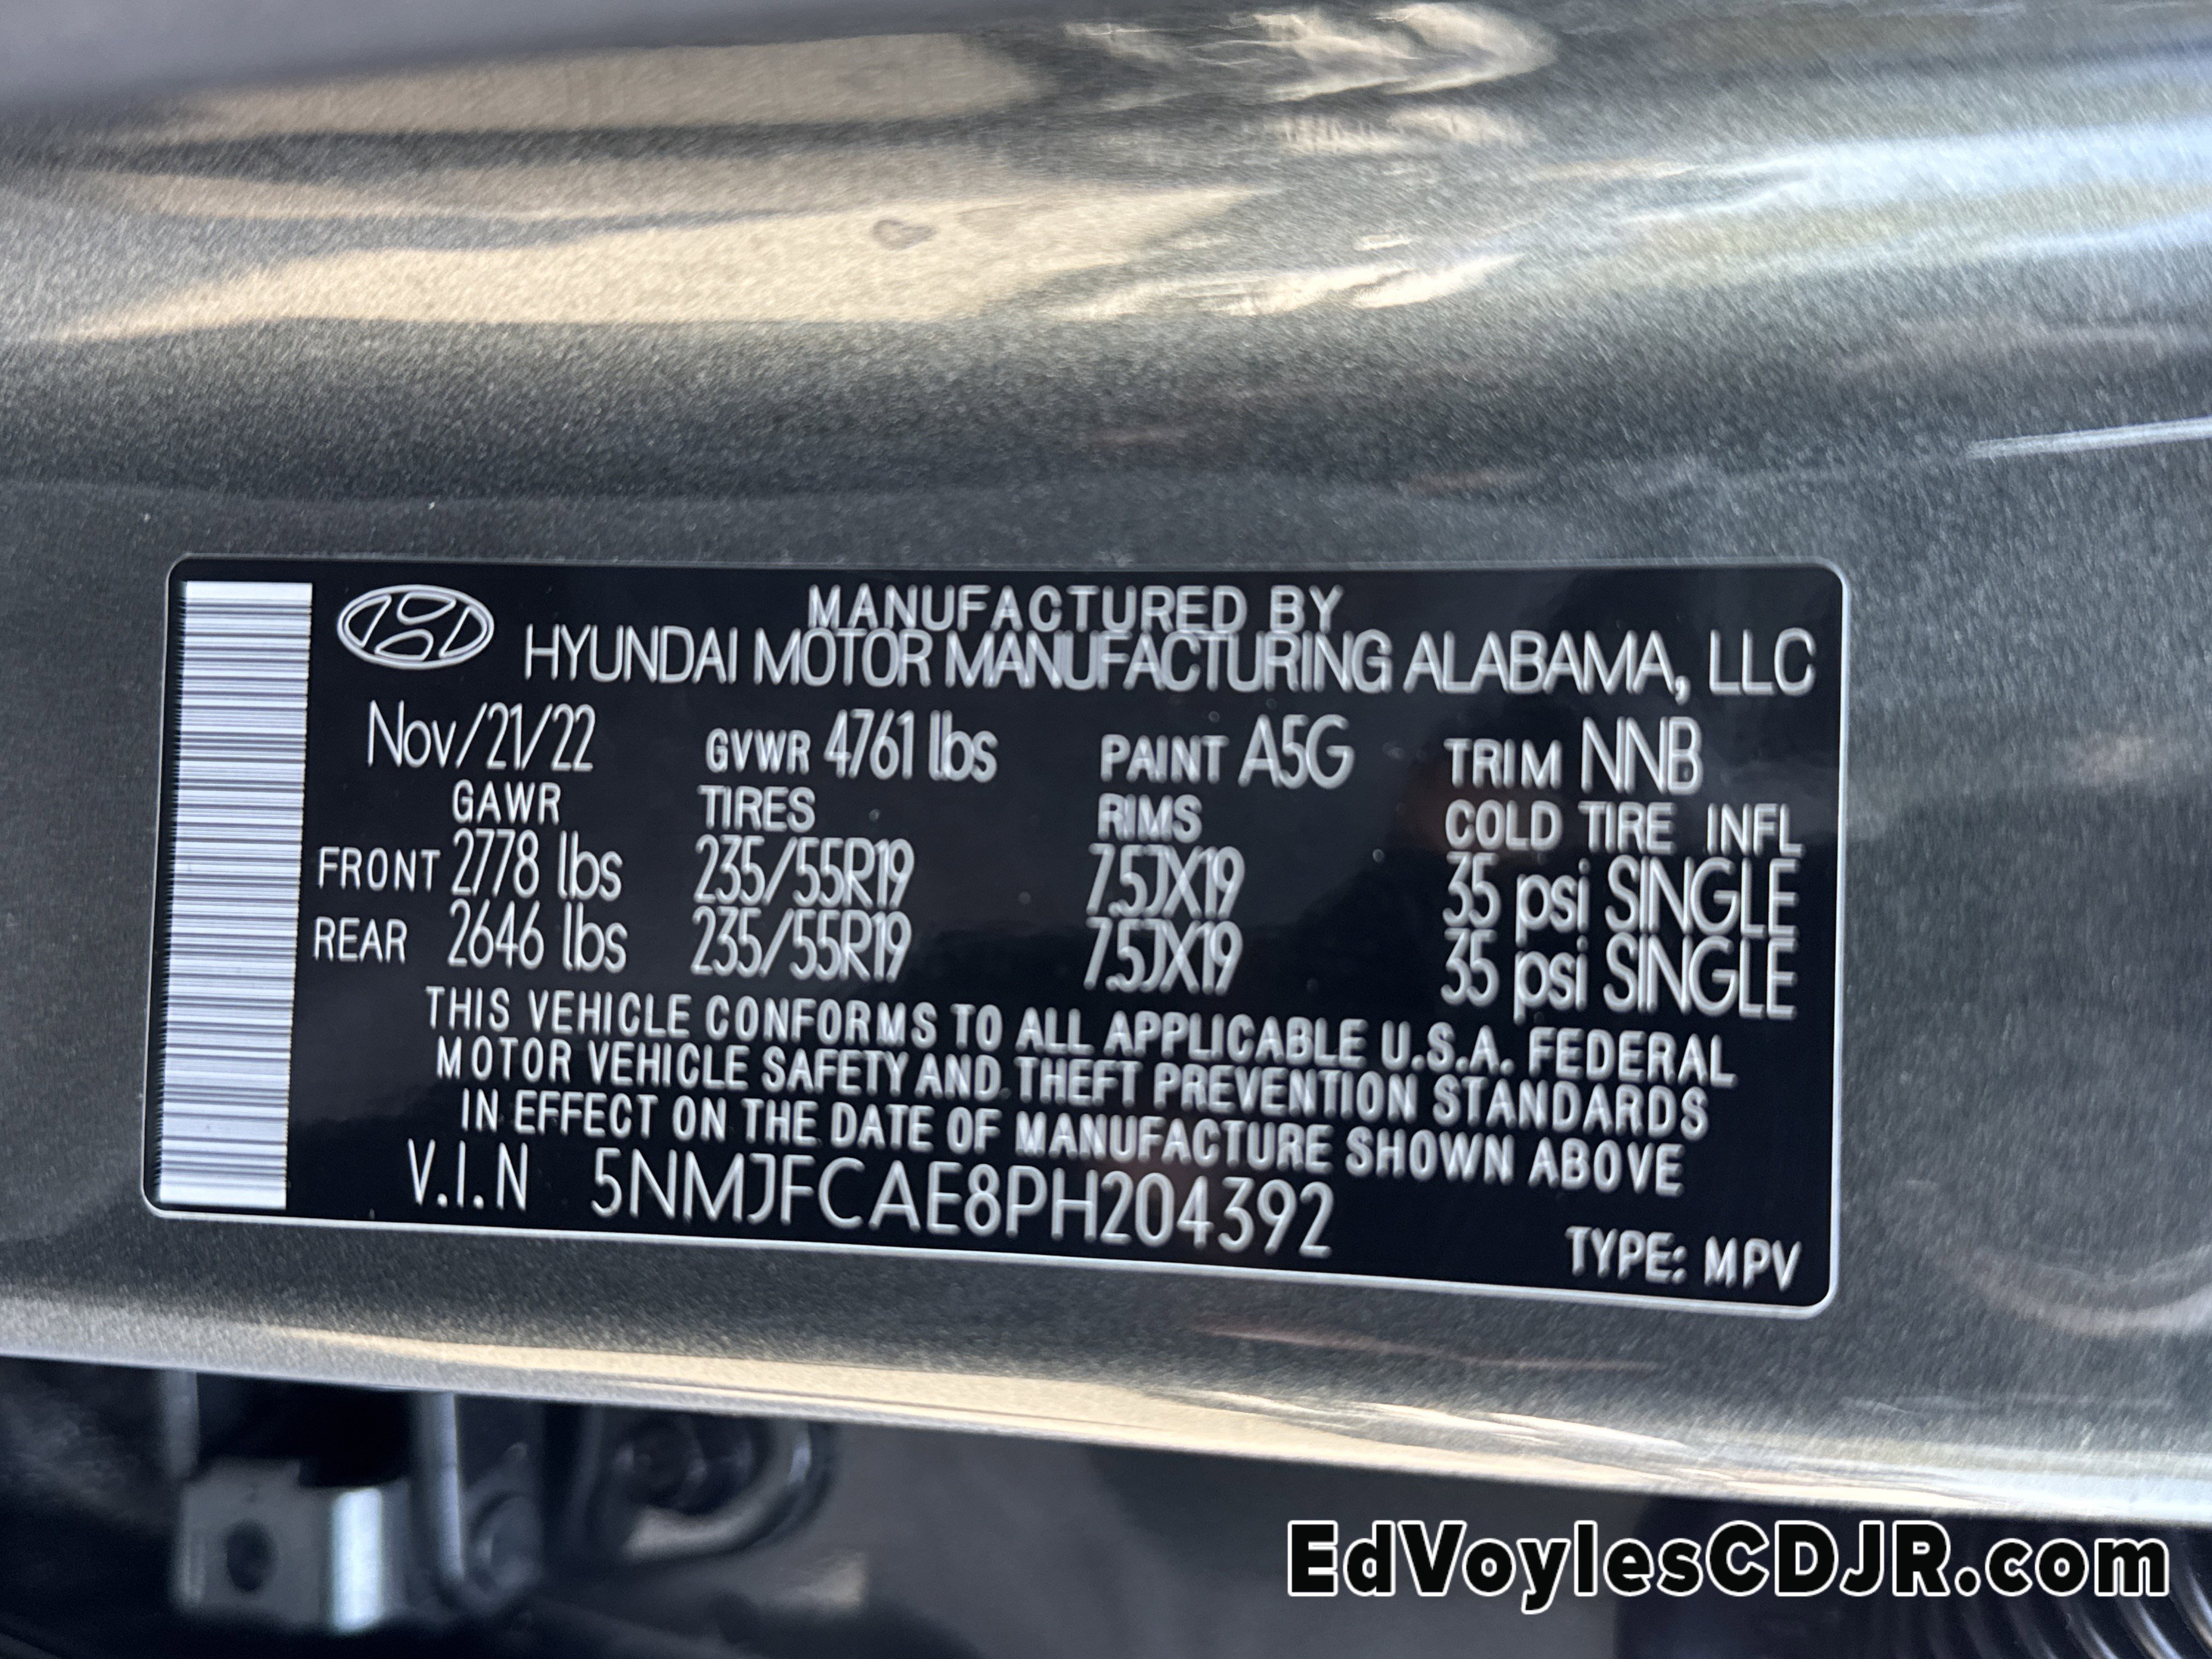 MANUFACTURED BY
HYUNDAI MOTOR MANUFACTURING ALABAMA, LLC
Nov/21/22 GVWR 4761 lbs PAINT A5G TRIM NNB
GAWR TIRES RIMS COLD TIRE INFL
FRONT 2778 lbs 235/55R19 7.5JX19 35 psi SINGLE
REAR 2646 lbs 235/55R19 7.5JX19 35 psi SINGLE
THIS VEHICLE CONFORMS TO ALL APPLICABLE U.S.A. FEDERAL
MOTOR VEHICLE SAFETY AND THEFT PREVENTION STANDARDS
IN EFFECT ON THE DATE OF MANUFACTURE SHOWN ABOVE
V.I.N 5NMJFCAE8PH204392
TYPE: MPV
EdVoylesCDJR.com